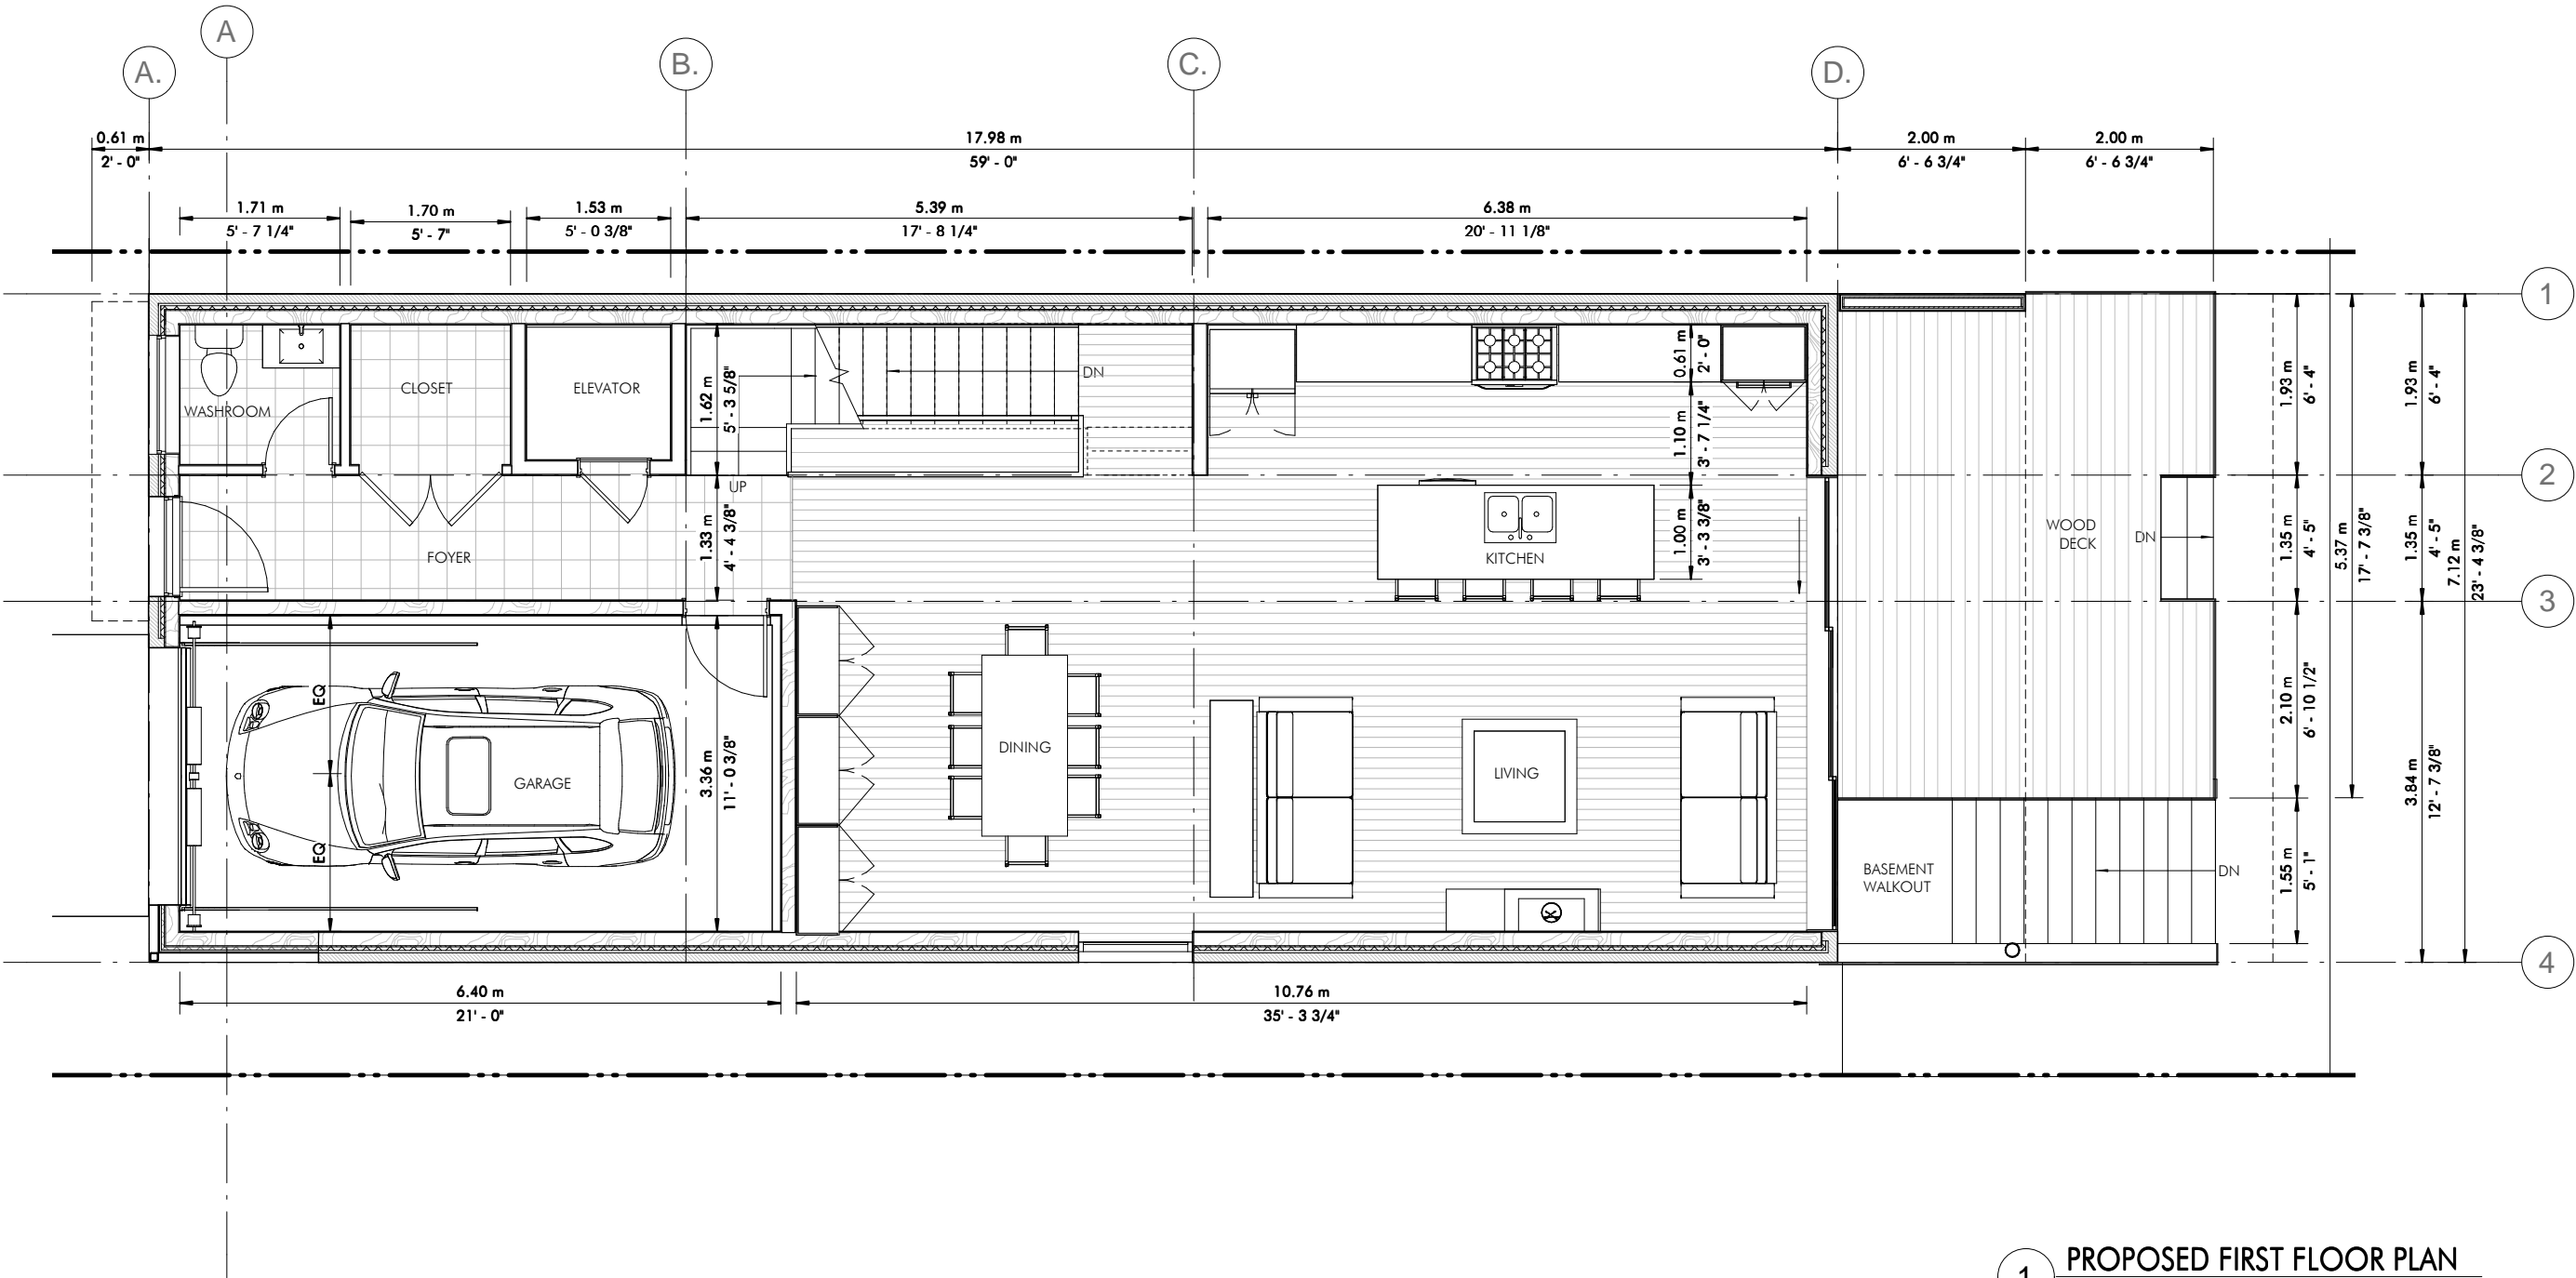 A
A.
B.
C.
D.
0.61 m
2' - 0"
17.98 m
59' - 0"
2.00 m
6' - 6 3/4"
2.00 m
6' - 6 3/4"
1.71 m
5' - 7 1/4"
1.70 m
5' - 7"
1.53 m
5' - 0 3/8"
5.39 m
17' - 8 1/4"
6.38 m
20' - 11 1/8"
1
2
3
4
WASHROOM
CLOSET
ELEVATOR
1.62 m
5' - 3 5/8"
DN
UP
0.61 m
2' - 0"
1.10 m
3' - 7 1/4"
1.00 m
3' - 3 3/8"
KITCHEN
FOYER
1.33 m
4' - 4 3/8"
WOOD
DECK
DN
1.93 m
6' - 4"
1.35 m
4' - 5"
2.10 m
6' - 10 1/2"
1.55 m
5' - 1"
5.37 m
17' - 7 3/8"
1.93 m
6' - 4"
1.35 m
4' - 5"
3.84 m
12' - 7 3/8"
7.12 m
23' - 4 3/8"
EQ
EQ
GARAGE
3.36 m
11' - 0 3/8"
DINING
LIVING
BASEMENT
WALKOUT
DN
6.40 m
21' - 0"
10.76 m
35' - 3 3/4"
1
PROPOSED FIRST FLOOR PLAN